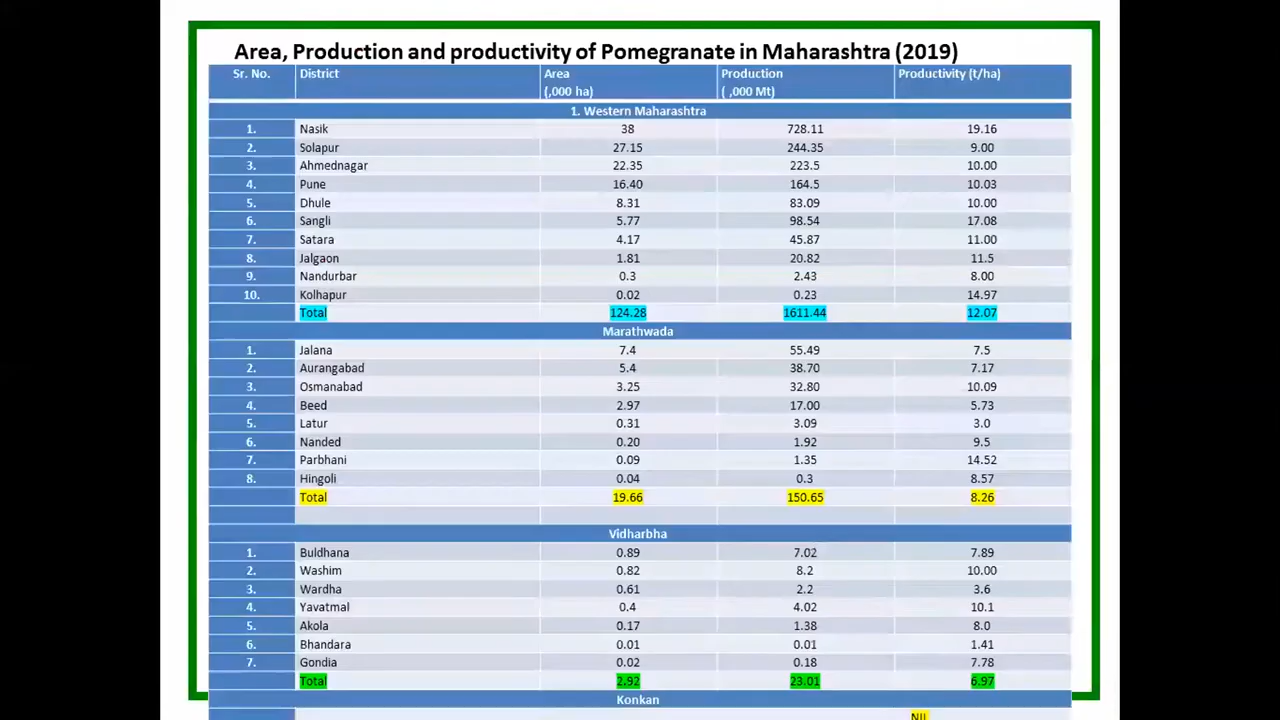 Area, Production and productivity of Pomegranate in Maharashtra (2019)
Sr. No. District Area (,000 ha) Production ( ,000 Mt) Productivity (t/ha)
1. Western Maharashtra
1. Nasik 38 728.11 19.16
2. Solapur 27.15 244.35 9.00
3. Ahmednagar 22.35 223.5 10.00
4. Pune 16.40 164.5 10.03
5. Dhule 8.31 83.09 10.00
6. Sangli 5.77 98.54 17.08
7. Satara 4.17 45.87 11.00
8. Jalgaon 1.81 20.82 11.5
9. Nandurbar 0.3 2.43 8.00
10. Kolhapur 0.02 0.23 14.97
Total 124.28 1611.44 12.07
Marathwada
1. Jalana 7.4 55.49 7.5
2. Aurangabad 5.4 38.70 7.17
3. Osmanabad 3.25 32.80 10.09
4. Beed 2.97 17.00 5.73
5. Latur 0.31 3.09 3.0
6. Nanded 0.20 1.92 9.5
7. Parbhani 0.09 1.35 14.52
8. Hingoli 0.04 0.3 8.57
Total 19.66 150.65 8.26
Vidharbha
1. Buldhana 0.89 7.02 7.89
2. Washim 0.82 8.2 10.00
3. Wardha 0.61 2.2 3.6
4. Yavatmal 0.4 4.02 10.1
5. Akola 0.17 1.38 8.0
6. Bhandara 0.01 0.01 1.41
7. Gondia 0.02 0.18 7.78
Total 2.92 23.01 6.97
Konkan
NIL